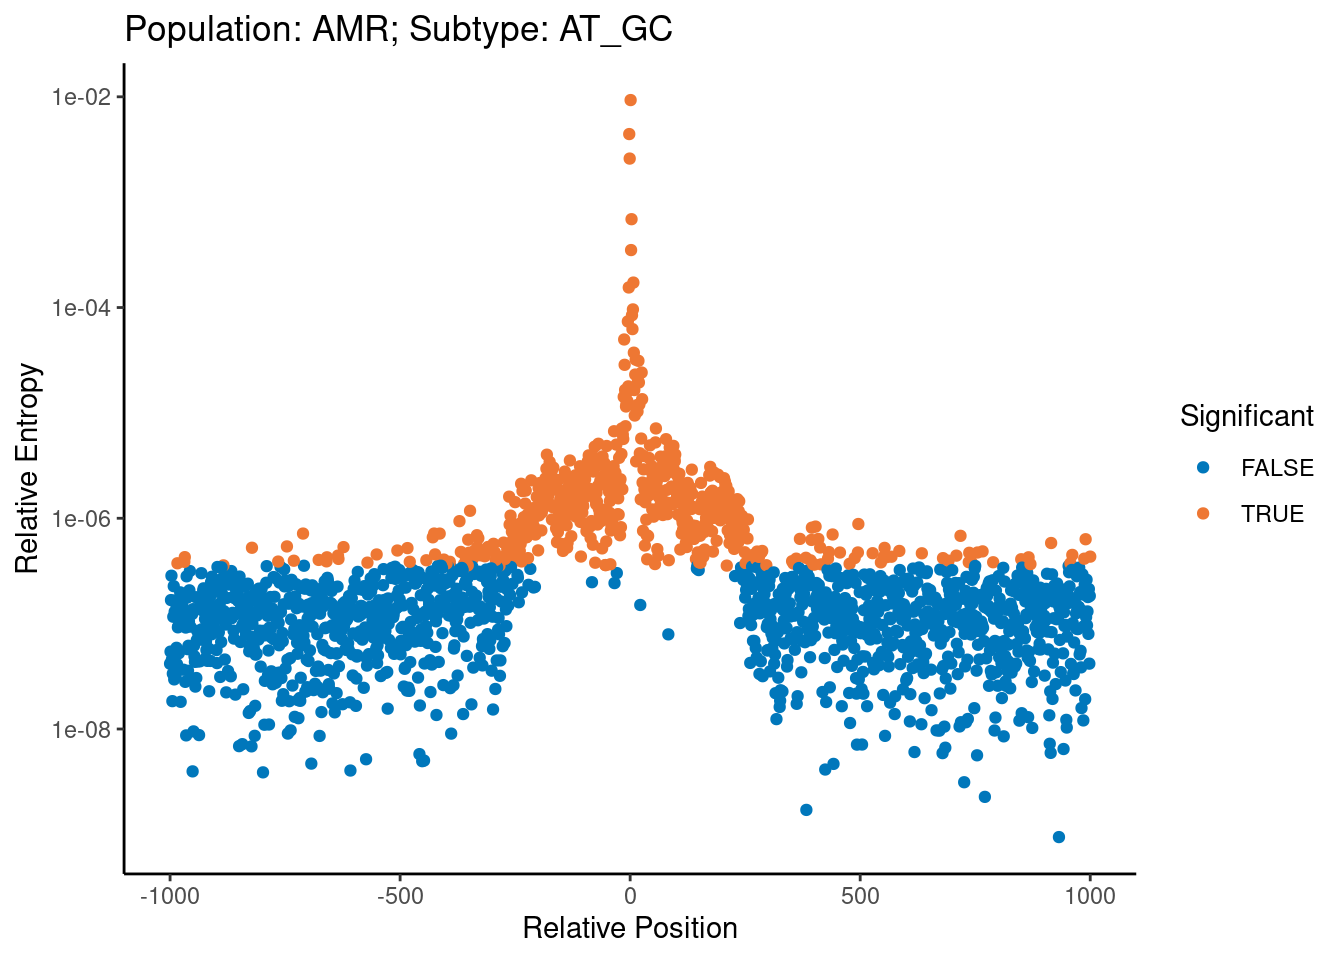 Population: AMR; Subtype: AT_GC
1e-02
1e-04
1e-06
1e-08
Relative Entropy
-1000
-500
0
500
1000
Relative Position
Significant
FALSE
TRUE